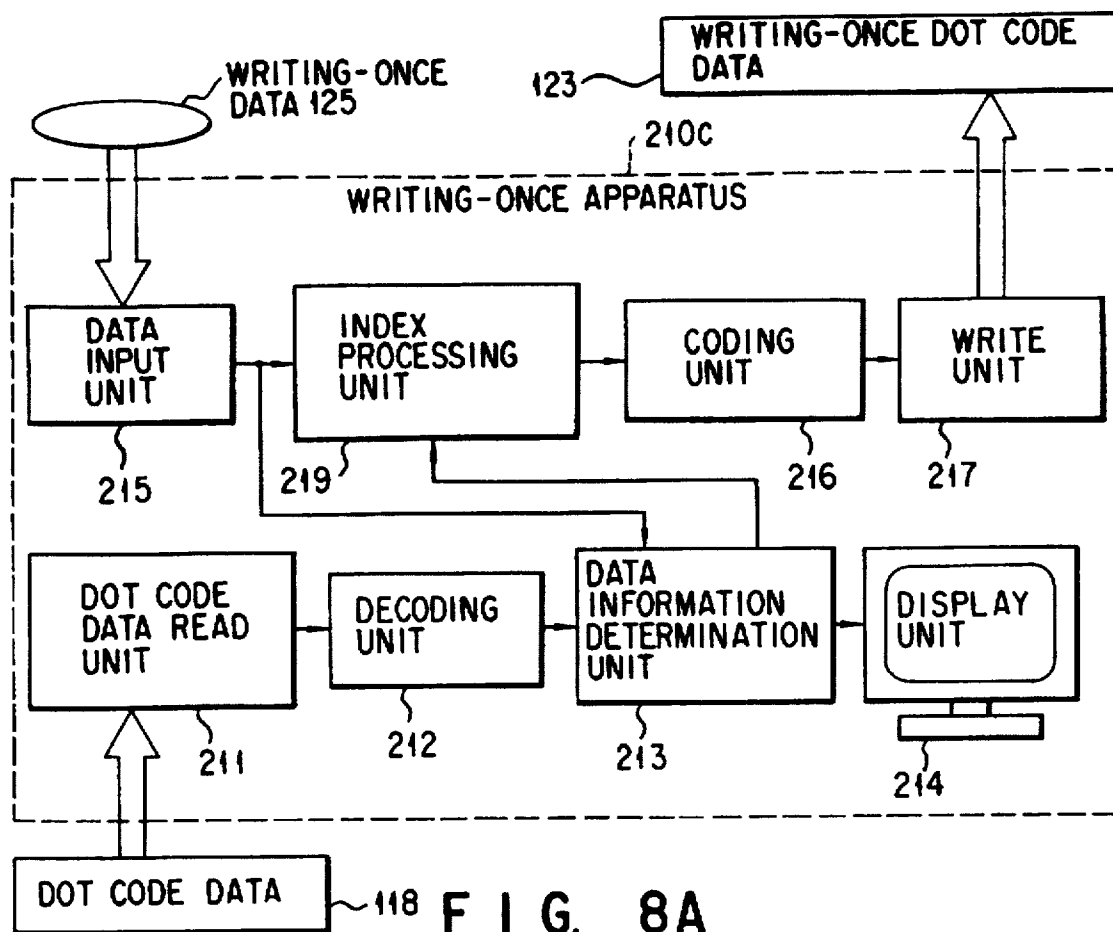 WRITING-ONCE DOT CODE
DATA
123
WRITING-ONCE
DATA 125
210C
WRITING-ONCE APPARATUS
DATA
INPUT
UNIT
215
INDEX
PROCESSING
UNIT
219
CODING
UNIT
216
WRITE
UNIT
217
DOT CODE
DATA READ
UNIT
211
DECODING
UNIT
212
DATA
INFORMATION
DETERMINATION
UNIT
213
DISPLAY
UNIT
214
DOT CODE DATA
118
FIG. 8A